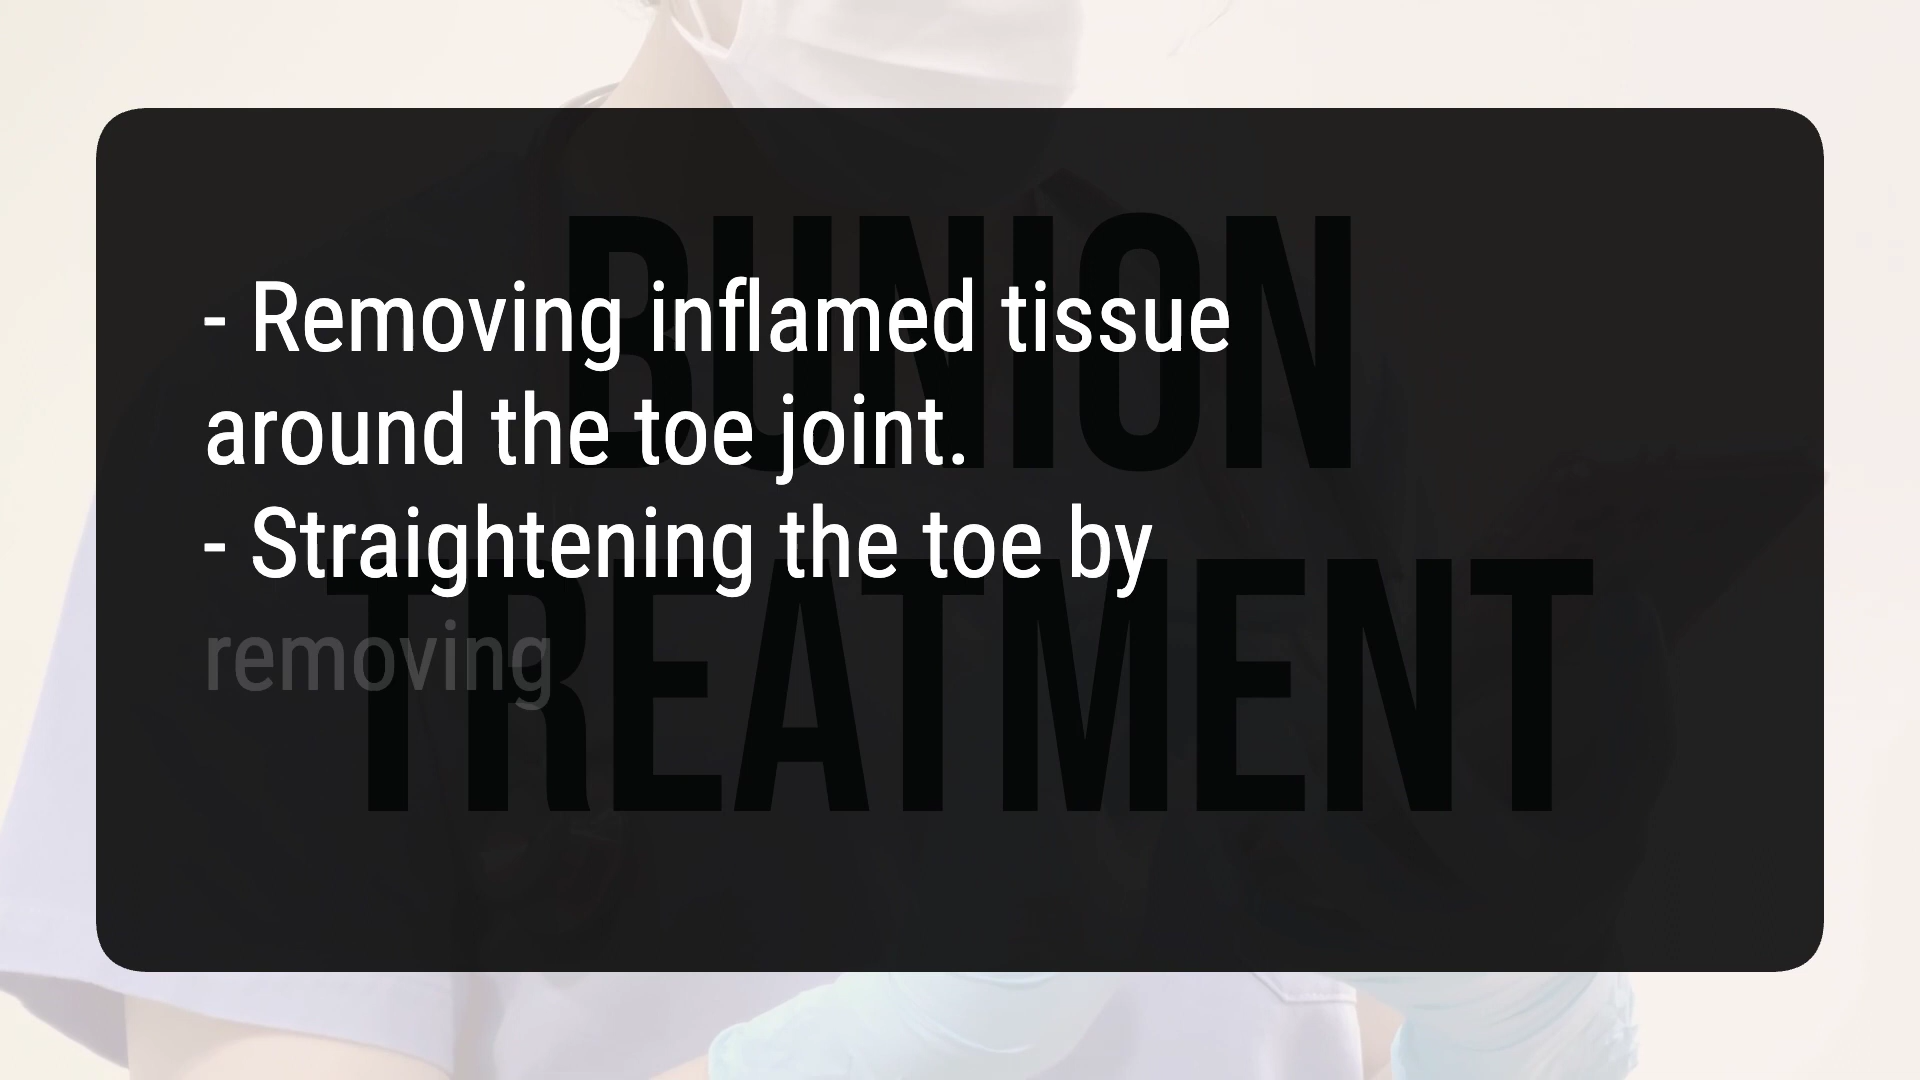 BUNION
TREATMENT
- Removing inflamed tissue
around the toe joint.
- Straightening the toe by
removing